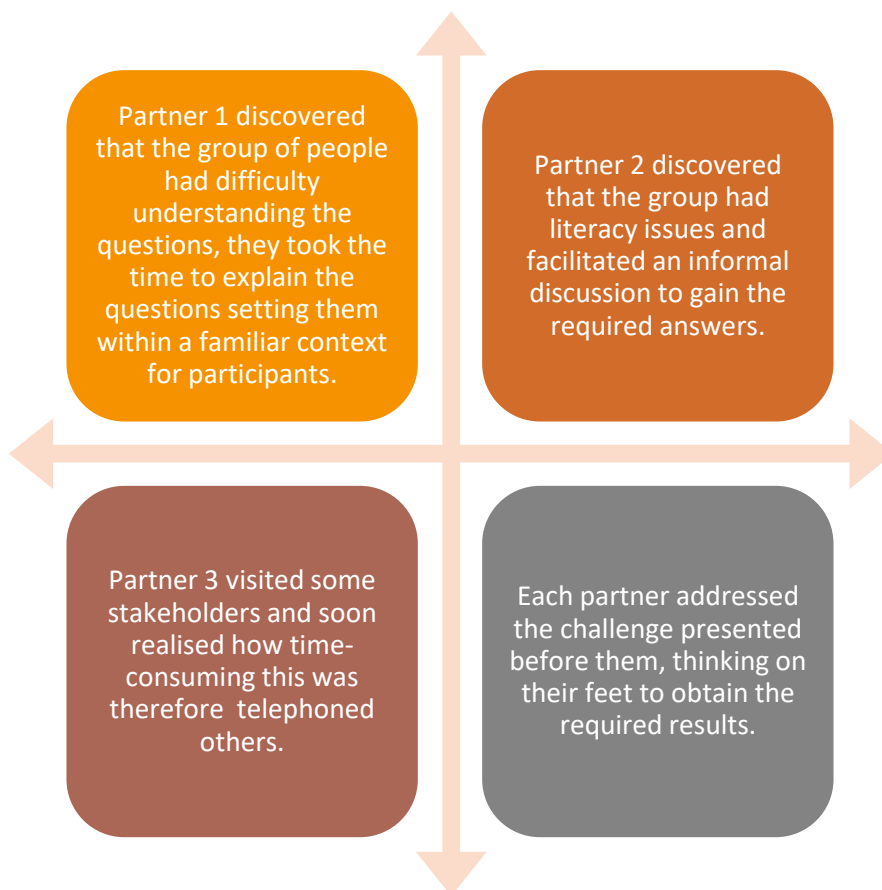 Partner 1 discovered
that the group of people
had difficulty
understanding the
questions, they took the
time to explain the
questions setting them
within a familiar context
for participants.
Partner 2 discovered
that the group had
literacy issues and
facilitated an informal
discussion to gain the
required answers.
Partner 3 visited some
stakeholders and soon
realised how time-
consuming this was
therefore  telephoned
others.
Each partner addressed
the challenge presented
before them, thinking on
their feet to obtain the
required results.